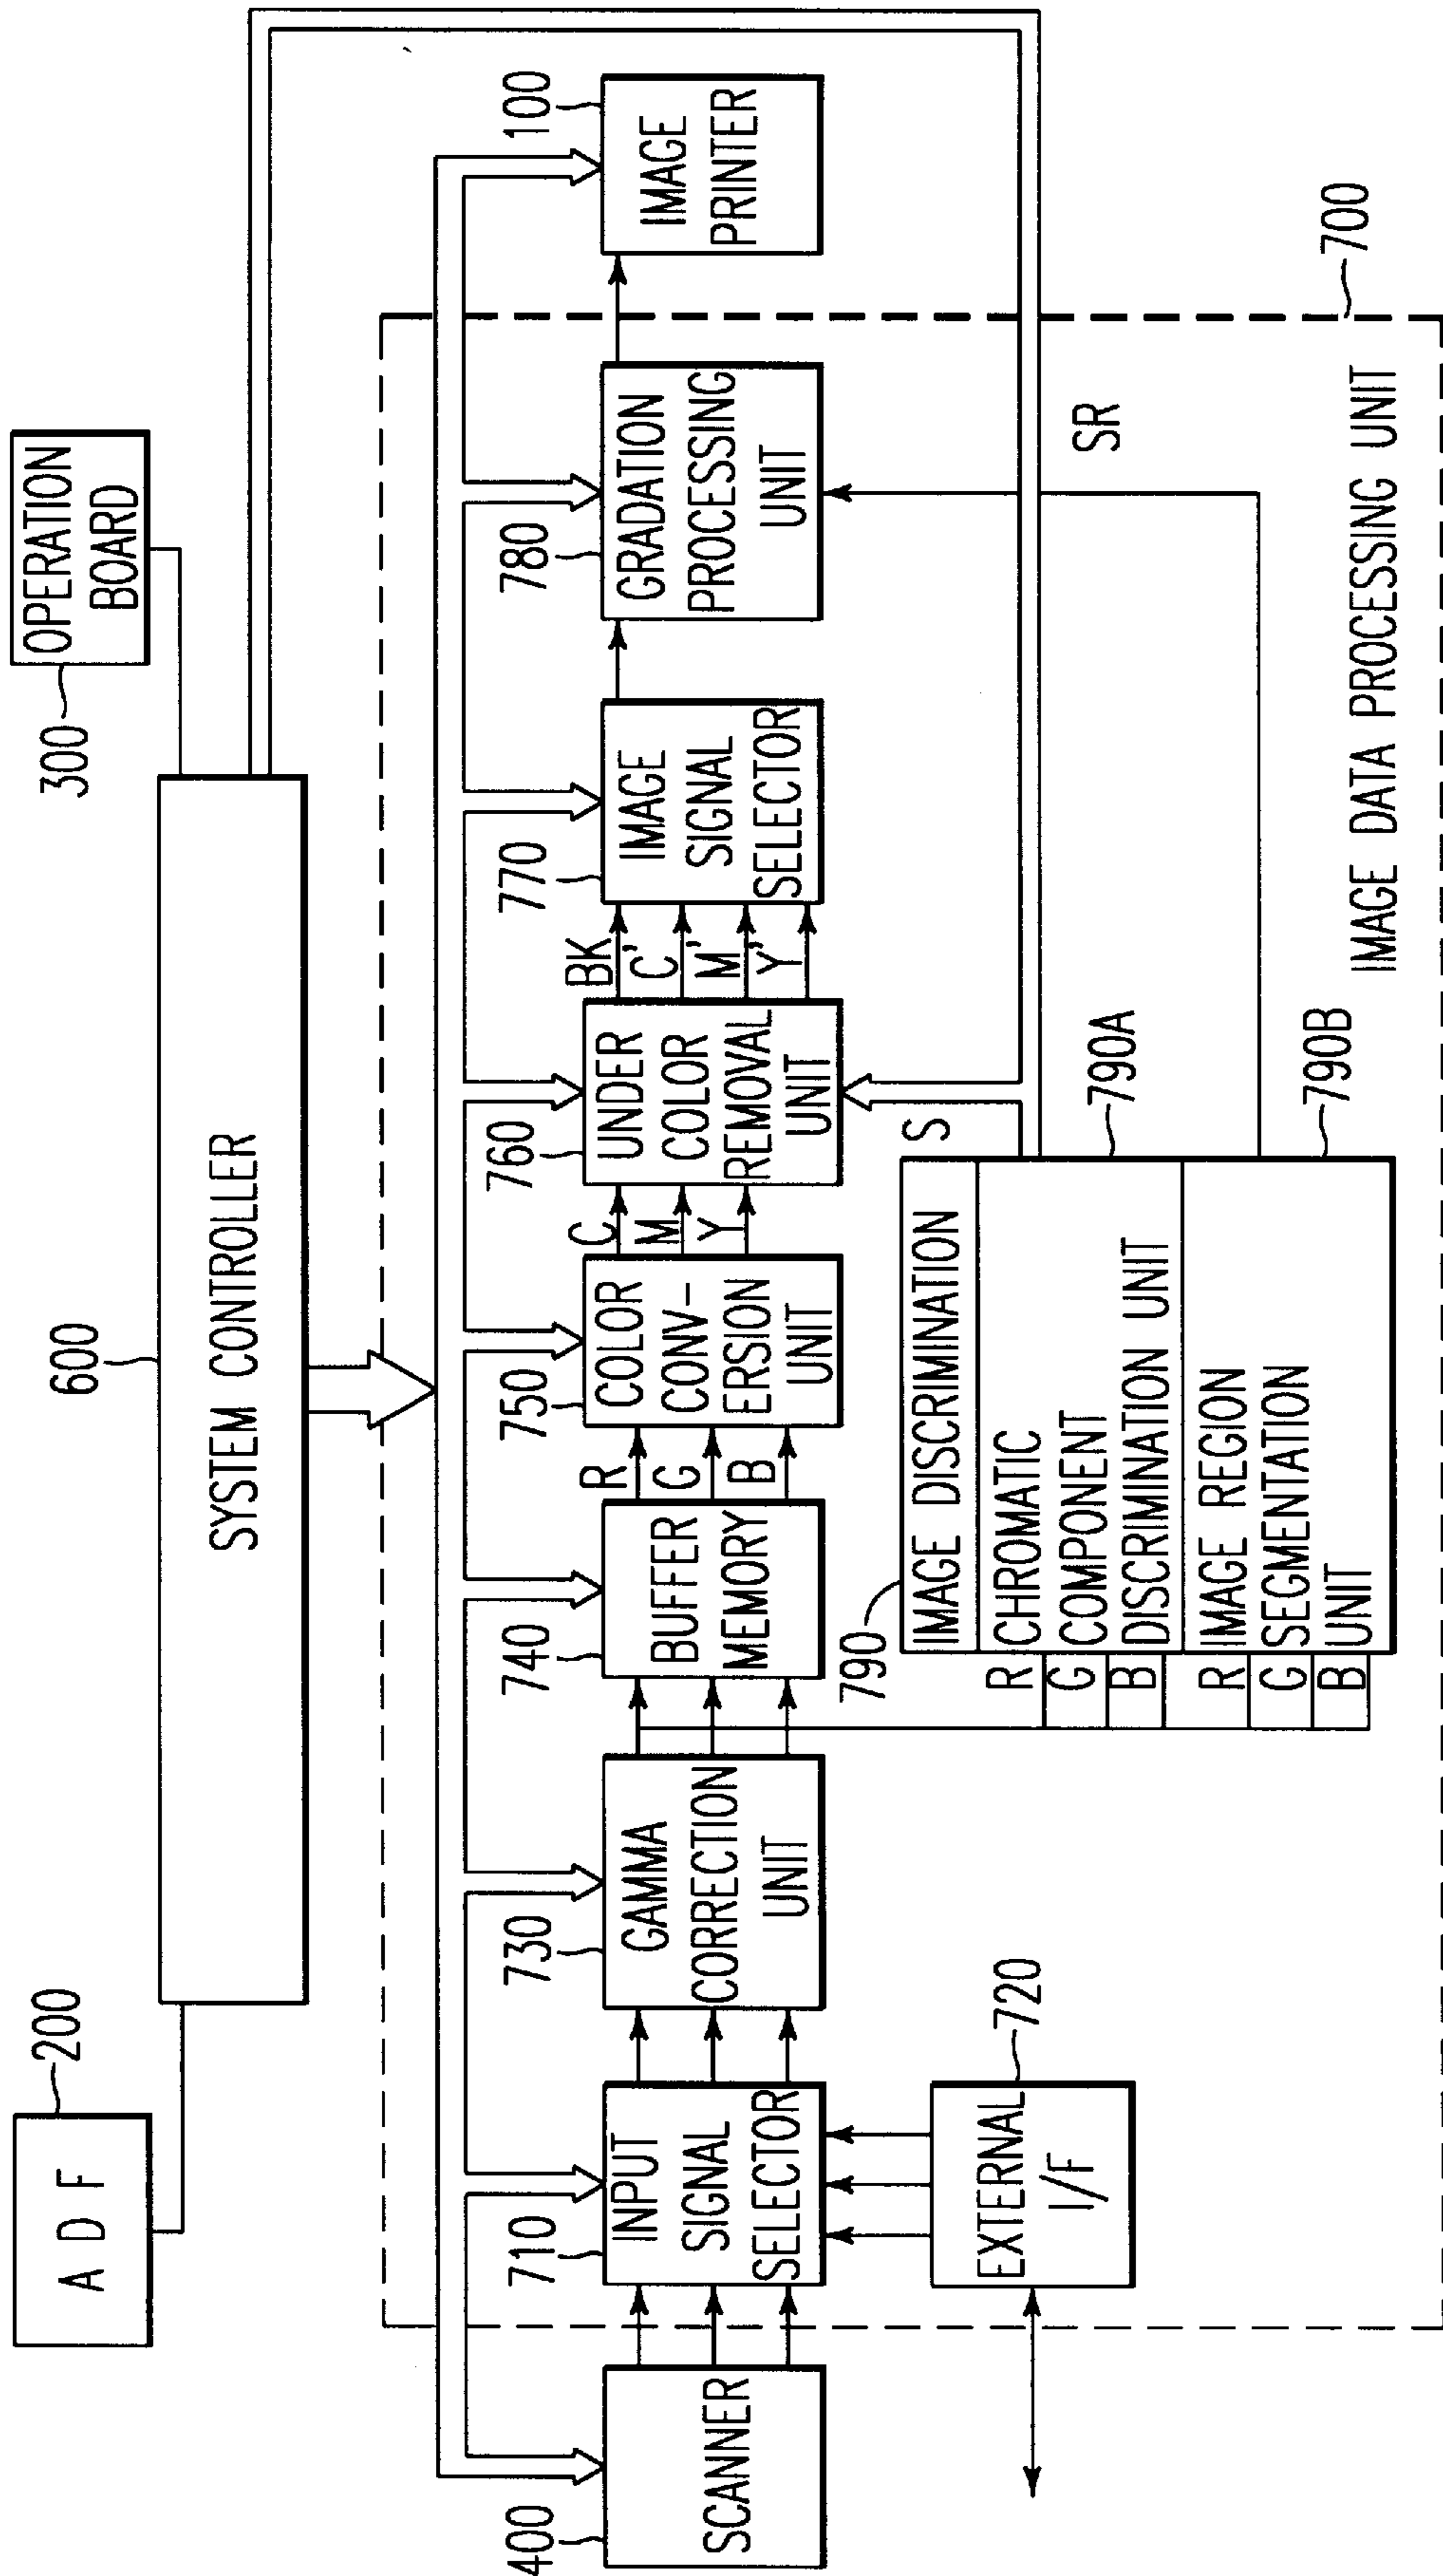 A D F
200
600
SYSTEM CONTROLLER
300
OPERATION
BOARD
400
SCANNER
710
INPUT
SIGNAL
SELECTOR
EXTERNAL
I/F
720
730
GAMMA
CORRECTION
UNIT
740
BUFFER
MEMORY
R
G
B
750
COLOR
CONV-
ERSION
UNIT
C
M
Y
760
UNDER
COLOR
REMOVAL
UNIT
BK
C'
M'
Y'
770
IMAGE
SIGNAL
SELECTOR
780
GRADATION
PROCESSING
UNIT
100
IMAGE
PRINTER
790
IMAGE DISCRIMINATION
R
G
B
CHROMATIC
COMPONENT
DISCRIMINATION UNIT
R
G
B
IMAGE REGION
SEGMENTATION
UNIT
S
790A
790B
SR
IMAGE DATA PROCESSING UNIT
700